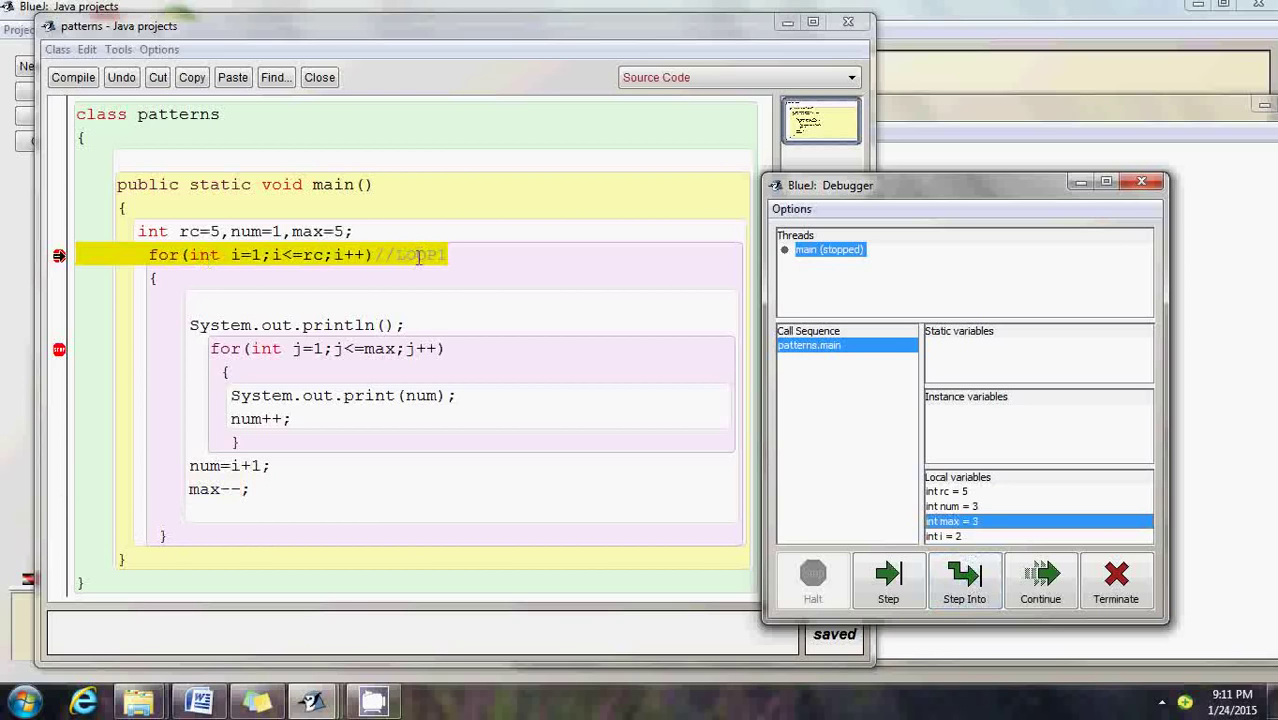 BlueJ: Java projects
Projec
patterns - Java projects
Class Edit Tools Options
Ne
Compile Undo Cut Copy Paste Find... Close Source Code
class patterns
{
public static void main()
{
int rc=5,num=1,max=5;
for(int i=1;i<=rc;i++)//LOOP1
{
System.out.println();
for(int j=1;j<=max;j++)
{
System.out.print(num);
num++;
}
num=i+1;
max--;
}
}
}
saved
BlueJ: Debugger
Options
Threads
main (stopped)
Call Sequence
patterns.main
Static variables
Instance variables
Local variables
int rc = 5
int num = 3
int max = 3
int i = 2
Halt Step Step Into Continue Terminate
9:11 PM
1/24/2015